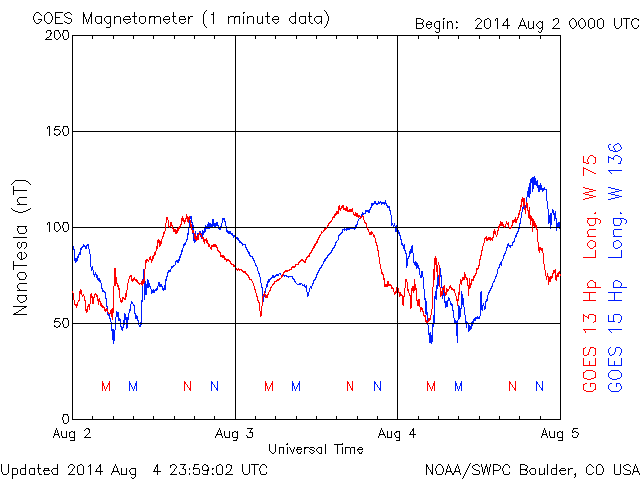 GOES Magnetometer (1 minute data)
Begin: 2014 Aug 2 0000 UTC
200
150
100
50
0
NanoTesla (nT)
M M N N M M N N M M N N
Aug 2 Aug 3 Aug 4 Aug 5
Universal Time
GOES 13 Hp Long. W 75
GOES 15 Hp Long. W 136
Updated 2014 Aug 4 23:59:02 UTC
NOAA/SWPC Boulder, CO USA